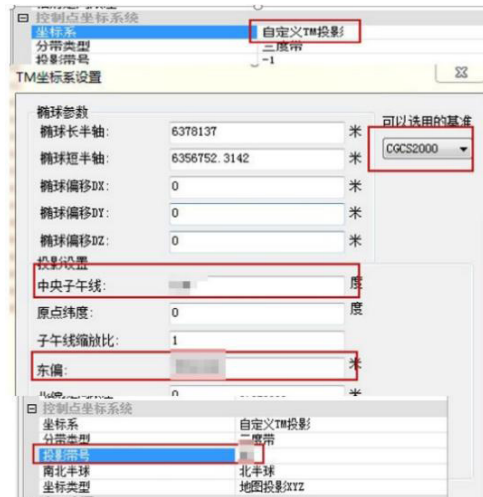 控制点坐标系统
坐标系 自定义TM投影
分带类型 三度带
投影带号 -1
TM坐标系设置
椭球参数
可以选用的基准
椭球长半轴: 6378137 米
CGCS2000
椭球短半轴: 6356752.3142 米
椭球偏移DX: 0 米
椭球偏移DY: 0 米
椭球偏移DZ: 0 米
投影设置
中央子午线: 度
原点纬度: 0 度
子午线缩放比: 1
东偏: 米
0 米
控制点坐标系统
坐标系 自定义TM投影
分带类型 三度带
投影带号
南北半球 北半球
坐标类型 地图投影XYZ